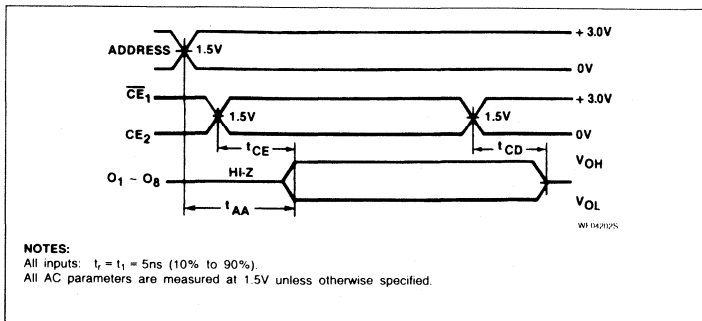 + 3.0V
ADDRESS
1.5V
0V
CE1
+ 3.0V
1.5V
1.5V
CE2
0V
tCE
tCD
O1 ~ O8
HI-Z
VOH
tAA
VOL
WF04202S
NOTES:
All inputs: tr = t1 = 5ns (10% to 90%).
All AC parameters are measured at 1.5V unless otherwise specified.